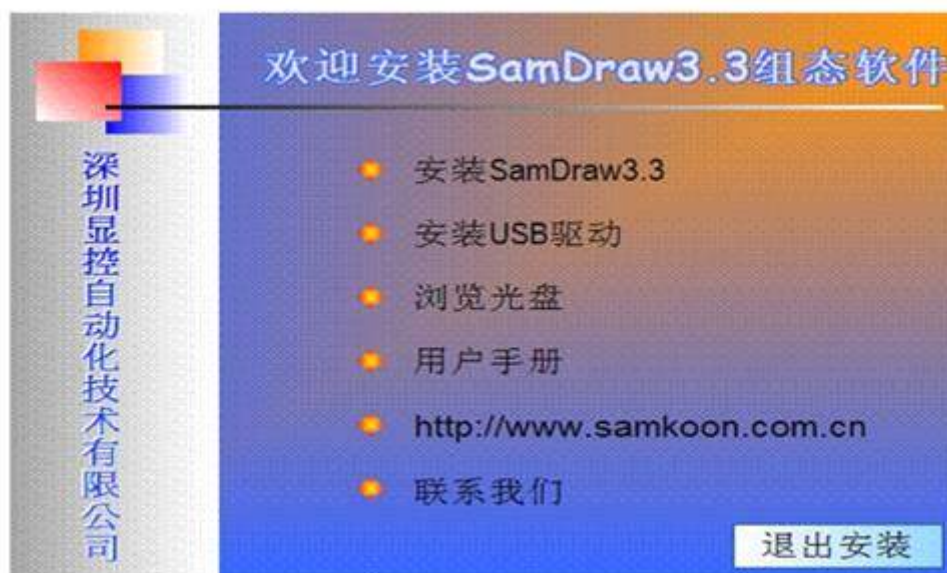 欢迎安装SamDraw3.3组态软件
深圳显控自动化技术有限公司
安装SamDraw3.3
安装USB驱动
浏览光盘
用户手册
http://www.samkoon.com.cn
联系我们
退出安装